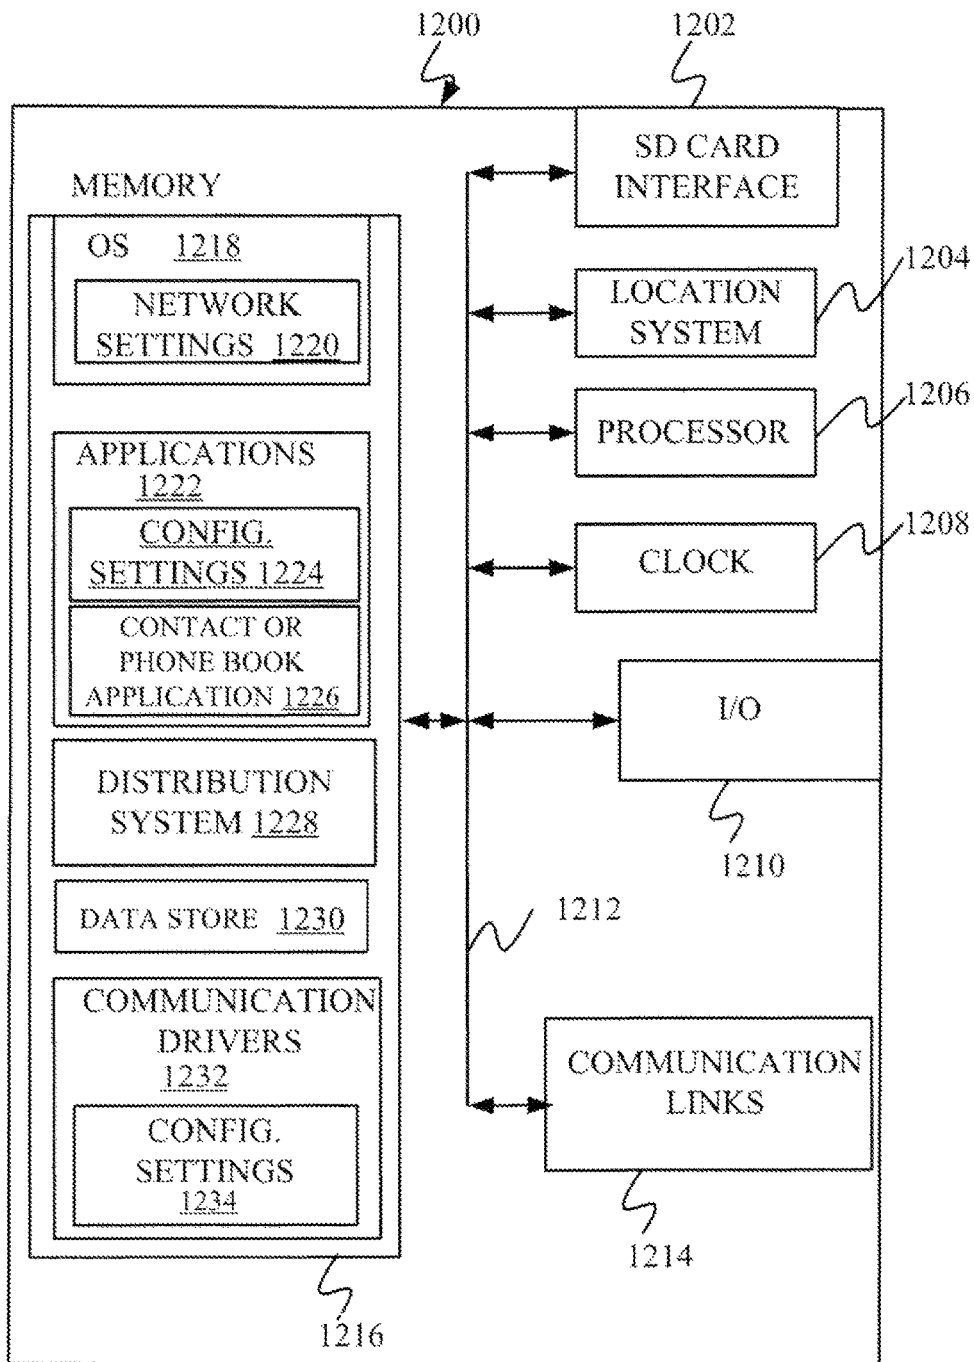 1200
1202
SD CARD
INTERFACE
MEMORY
OS 1218
NETWORK
SETTINGS 1220
1204
LOCATION
SYSTEM
1206
PROCESSOR
APPLICATIONS
1222
CONFIG.
SETTINGS 1224
CONTACT OR
PHONE BOOK
APPLICATION 1226
1208
CLOCK
I/O
1210
DISTRIBUTION
SYSTEM 1228
DATA STORE 1230
1212
COMMUNICATION
DRIVERS
1232
CONFIG.
SETTINGS
1234
COMMUNICATION
LINKS
1214
1216